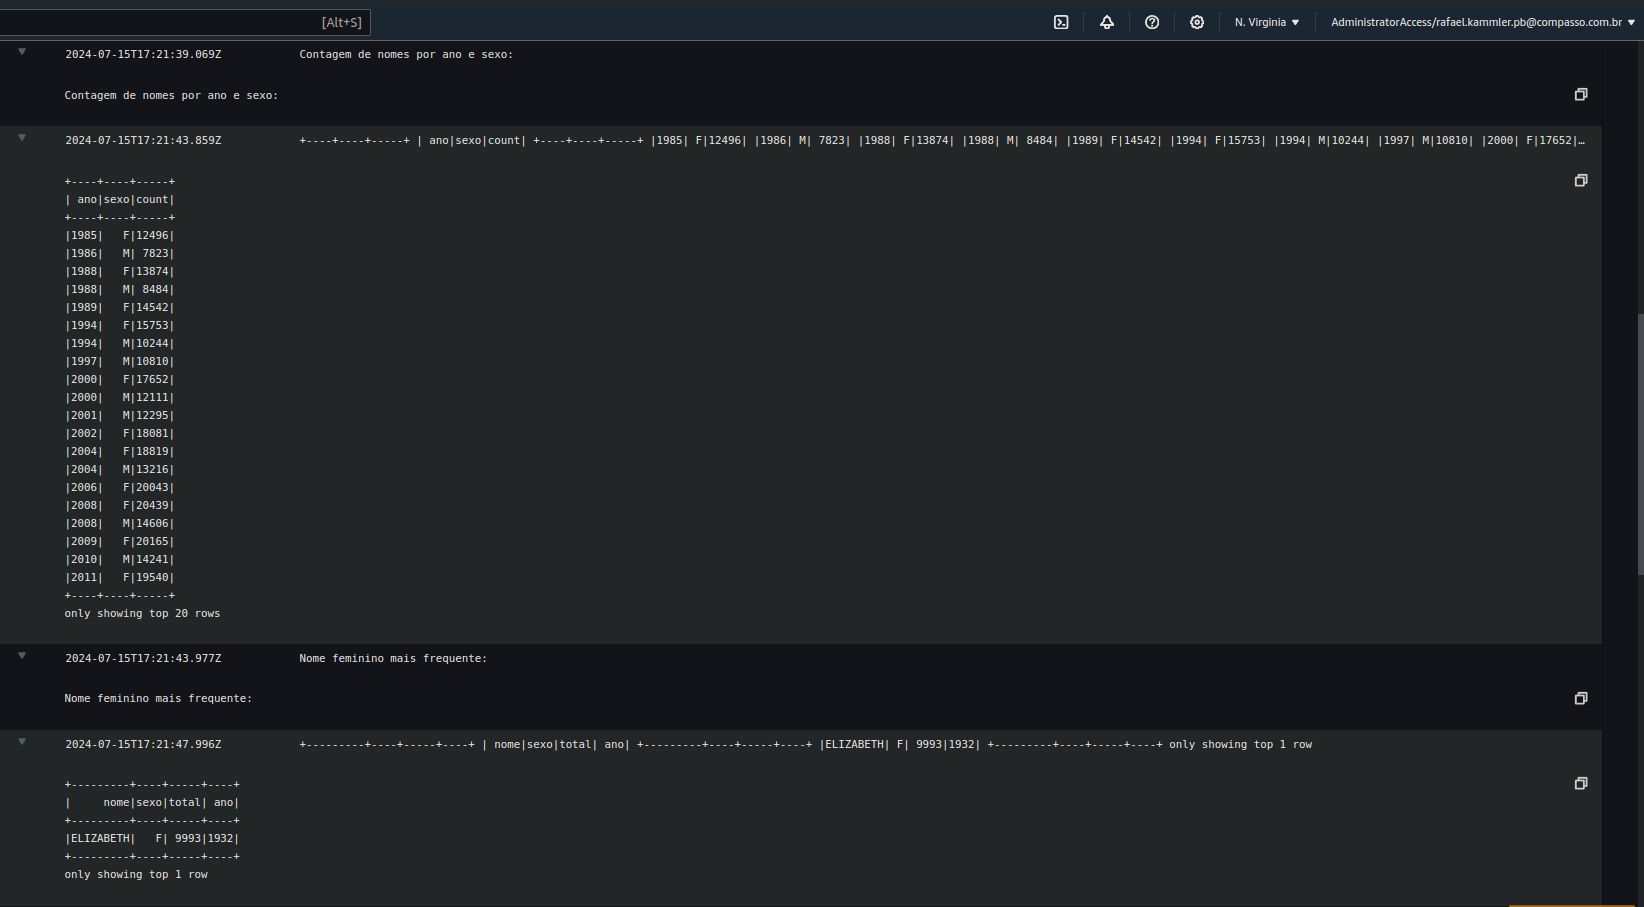 [Alt+S] N. Virginia ▼ AdministratorAccess/rafael.kammler.pb@compasso.com.br ▼
2024-07-15T17:21:39.069Z Contagem de nomes por ano e sexo:
Contagem de nomes por ano e sexo:
2024-07-15T17:21:43.859Z +----+----+-----+ | ano|sexo|count| +----+----+-----+ |1985| F|12496| |1986| M| 7823| |1988| F|13874| |1988| M| 8484| |1989| F|14542| |1994| F|15753| |1994| M|10244| |1997| M|10810| |2000| F|17652|…
+----+----+-----+
| ano|sexo|count|
+----+----+-----+
|1985|   F|12496|
|1986|   M| 7823|
|1988|   F|13874|
|1988|   M| 8484|
|1989|   F|14542|
|1994|   F|15753|
|1994|   M|10244|
|1997|   M|10810|
|2000|   F|17652|
|2000|   M|12111|
|2001|   M|12295|
|2002|   F|18081|
|2004|   F|18819|
|2004|   M|13216|
|2006|   F|20043|
|2008|   F|20439|
|2008|   M|14606|
|2009|   F|20165|
|2010|   M|14241|
|2011|   F|19540|
+----+----+-----+
only showing top 20 rows
2024-07-15T17:21:43.977Z Nome feminino mais frequente:
Nome feminino mais frequente:
2024-07-15T17:21:47.996Z +---------+----+-----+----+ | nome|sexo|total| ano| +---------+----+-----+----+ |ELIZABETH| F| 9993|1932| +---------+----+-----+----+ only showing top 1 row
+---------+----+-----+----+
|     nome|sexo|total| ano|
+---------+----+-----+----+
|ELIZABETH|   F| 9993|1932|
+---------+----+-----+----+
only showing top 1 row